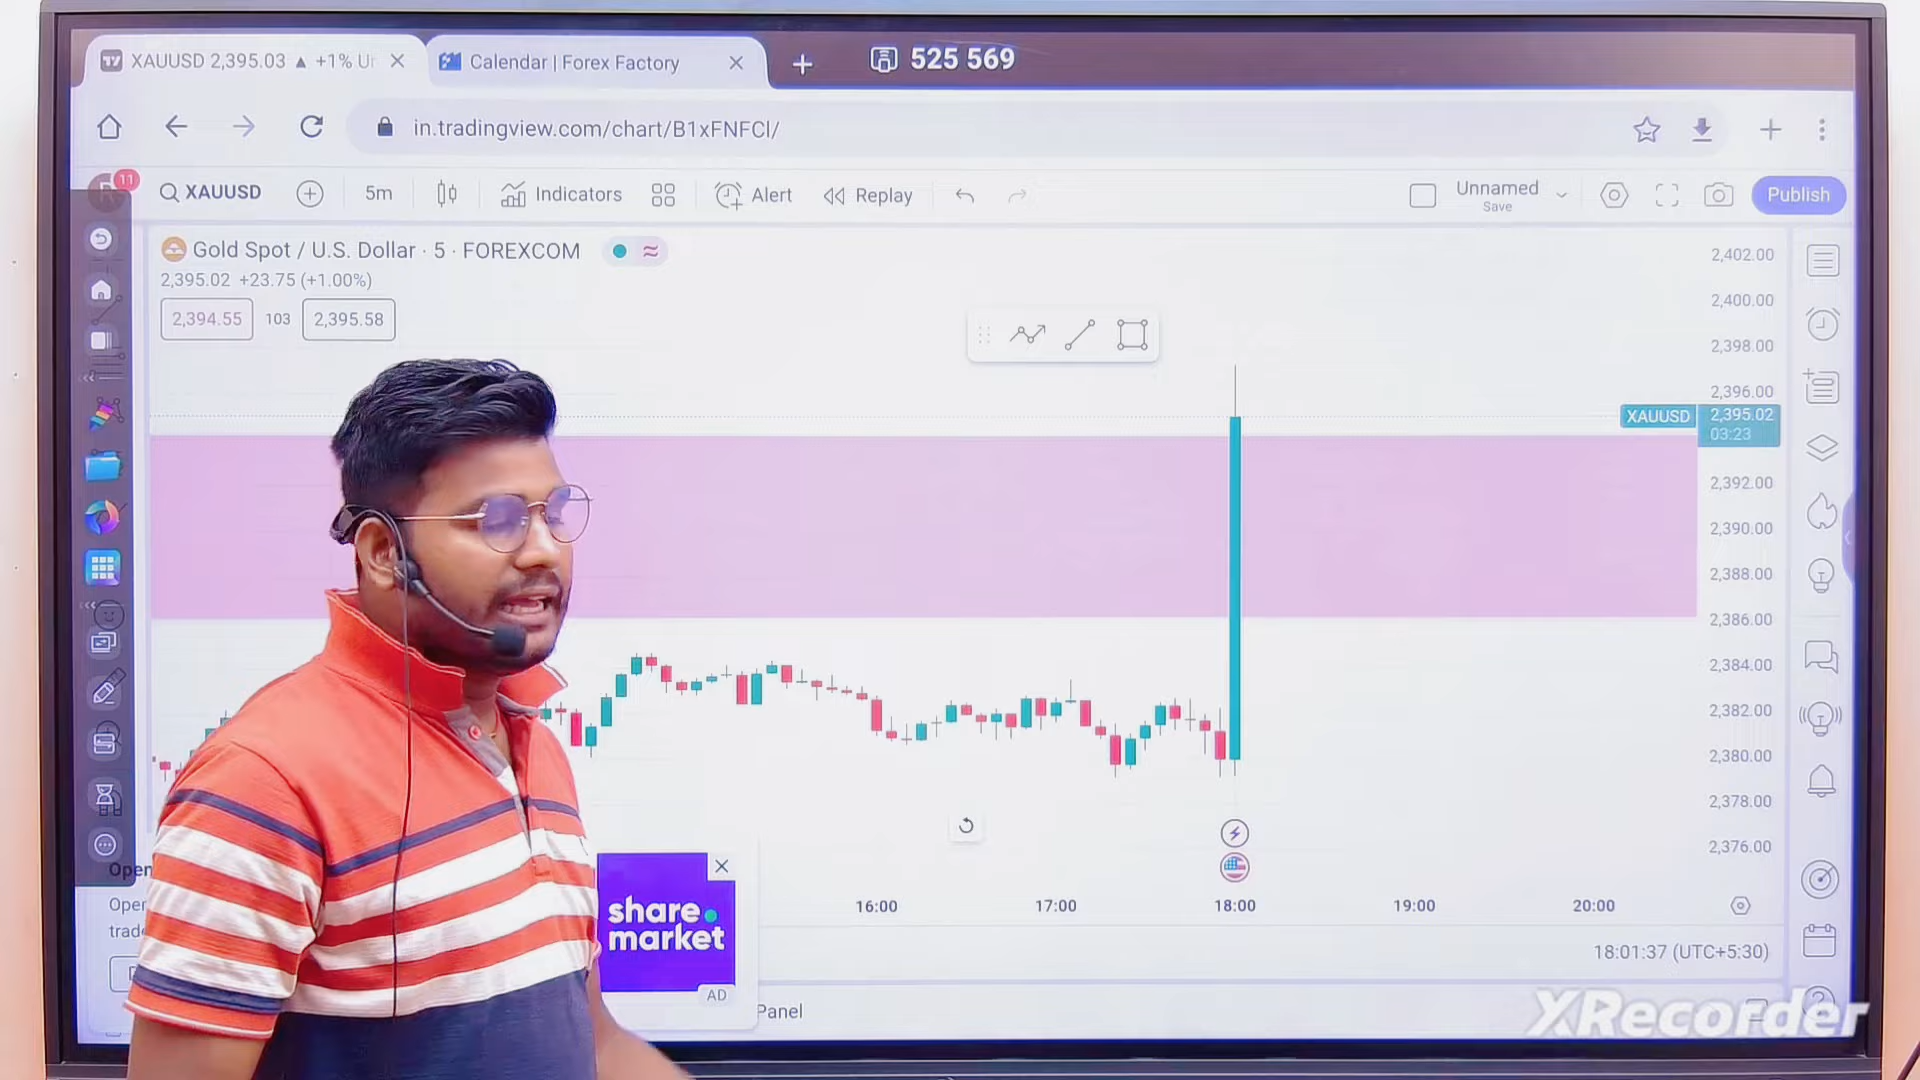 XAUUSD 2,395.03 ▲ +1% U
Calendar | Forex Factory
525 569
in.tradingview.com/chart/B1xFNFCl/
11
XAUUSD
5m
Indicators
Alert
Replay
Unnamed
Save
Publish
Gold Spot / U.S. Dollar · 5 · FOREXCOM
2,395.02 +23.75 (+1.00%)
2,394.55
103
2,395.58
2,402.00
2,400.00
2,398.00
2,396.00
XAUUSD
2,395.02
03:23
2,392.00
2,390.00
2,388.00
2,386.00
2,384.00
2,382.00
2,380.00
2,378.00
2,376.00
Open
Oper
trade
share.
market
AD
16:00
17:00
18:00
19:00
20:00
18:01:37 (UTC+5:30)
Panel
XRecorder